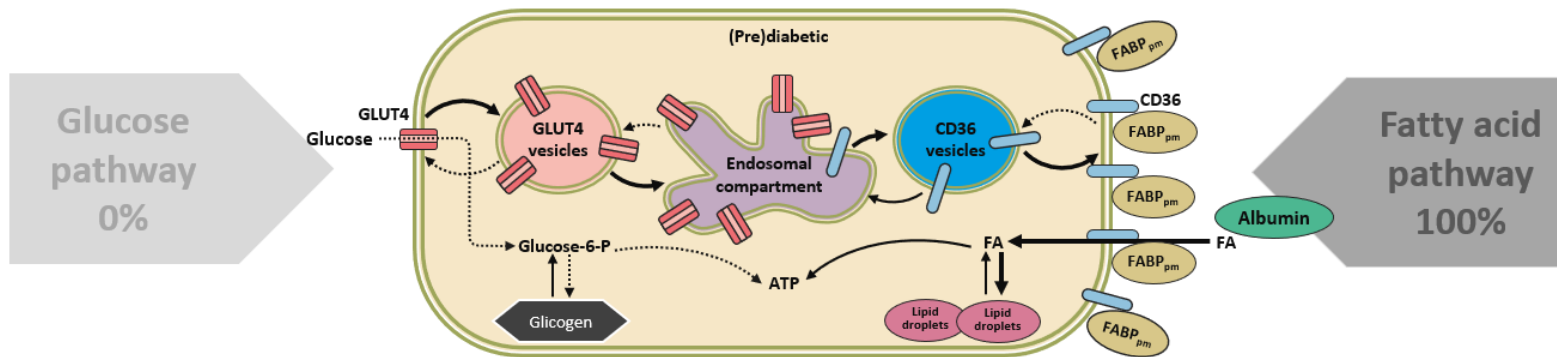 (Pre)diabetic
Glucose
pathway
0%
GLUT4
Glucose
GLUT4
vesicles
Endosomal
compartment
CD36
vesicles
CD36
FABPpm
FABPpm
FABPpm
FABPpm
FABPpm
Albumin
FA
FA
Fatty acid
pathway
100%
Glucose-6-P
ATP
Glicogen
Lipid
droplets
Lipid
droplets